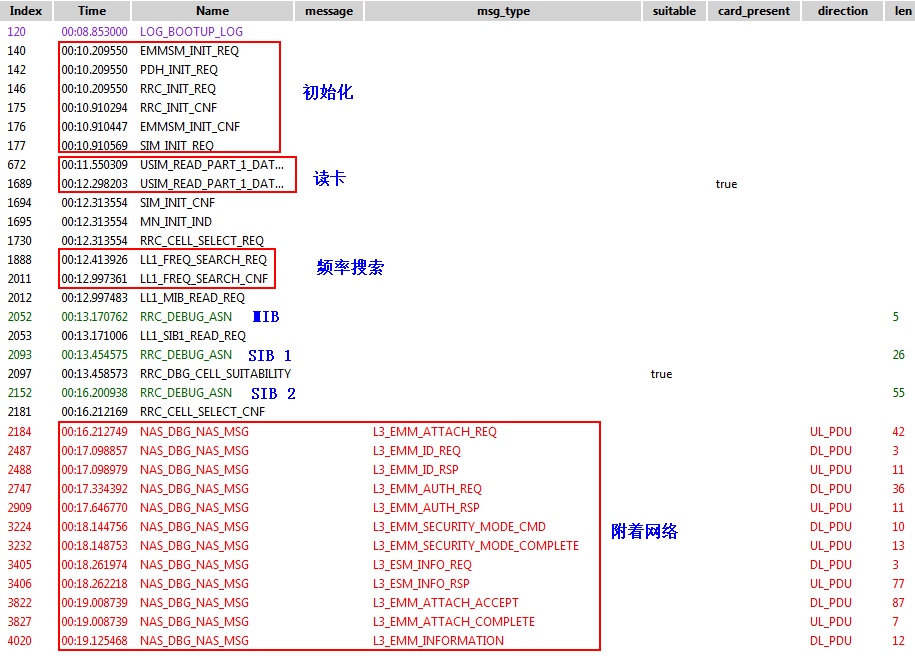 Index Time Name message msg_type suitable card_present direction len
120 00:08.853000 LOG_BOOTUP_LOG
140 00:10.209550 EMMSM_INIT_REQ
142 00:10.209550 PDH_INIT_REQ
146 00:10.209550 RRC_INIT_REQ 初始化
175 00:10.910294 RRC_INIT_CNF
176 00:10.910447 EMMSM_INIT_CNF
177 00:10.910569 SIM_INIT_REQ
672 00:11.550309 USIM_READ_PART_1_DAT...
读卡
1689 00:12.298203 USIM_READ_PART_1_DAT... true
1694 00:12.313554 SIM_INIT_CNF
1695 00:12.313554 MN_INIT_IND
1730 00:12.313554 RRC_CELL_SELECT_REQ
1888 00:12.413926 LL1_FREQ_SEARCH_REQ
频率搜索
2011 00:12.997361 LL1_FREQ_SEARCH_CNF
2012 00:12.997483 LL1_MIB_READ_REQ
2052 00:13.170762 RRC_DEBUG_ASN MIB 5
2053 00:13.171006 LL1_SIB1_READ_REQ
2093 00:13.454575 RRC_DEBUG_ASN SIB 1 26
2097 00:13.458573 RRC_DBG_CELL_SUITABILITY true
2152 00:16.200938 RRC_DEBUG_ASN SIB 2 55
2181 00:16.212169 RRC_CELL_SELECT_CNF
2184 00:16.212749 NAS_DBG_NAS_MSG L3_EMM_ATTACH_REQ UL_PDU 42
2487 00:17.098857 NAS_DBG_NAS_MSG L3_EMM_ID_REQ DL_PDU 3
2488 00:17.098979 NAS_DBG_NAS_MSG L3_EMM_ID_RSP UL_PDU 11
2747 00:17.334392 NAS_DBG_NAS_MSG L3_EMM_AUTH_REQ DL_PDU 36
2909 00:17.646770 NAS_DBG_NAS_MSG L3_EMM_AUTH_RSP UL_PDU 11
3224 00:18.144756 NAS_DBG_NAS_MSG L3_EMM_SECURITY_MODE_CMD DL_PDU 10
附着网络
3232 00:18.148753 NAS_DBG_NAS_MSG L3_EMM_SECURITY_MODE_COMPLETE UL_PDU 13
3405 00:18.261974 NAS_DBG_NAS_MSG L3_ESM_INFO_REQ DL_PDU 3
3406 00:18.262218 NAS_DBG_NAS_MSG L3_ESM_INFO_RSP UL_PDU 77
3822 00:19.008739 NAS_DBG_NAS_MSG L3_EMM_ATTACH_ACCEPT DL_PDU 87
3827 00:19.008739 NAS_DBG_NAS_MSG L3_EMM_ATTACH_COMPLETE UL_PDU 7
4020 00:19.125468 NAS_DBG_NAS_MSG L3_EMM_INFORMATION DL_PDU 12